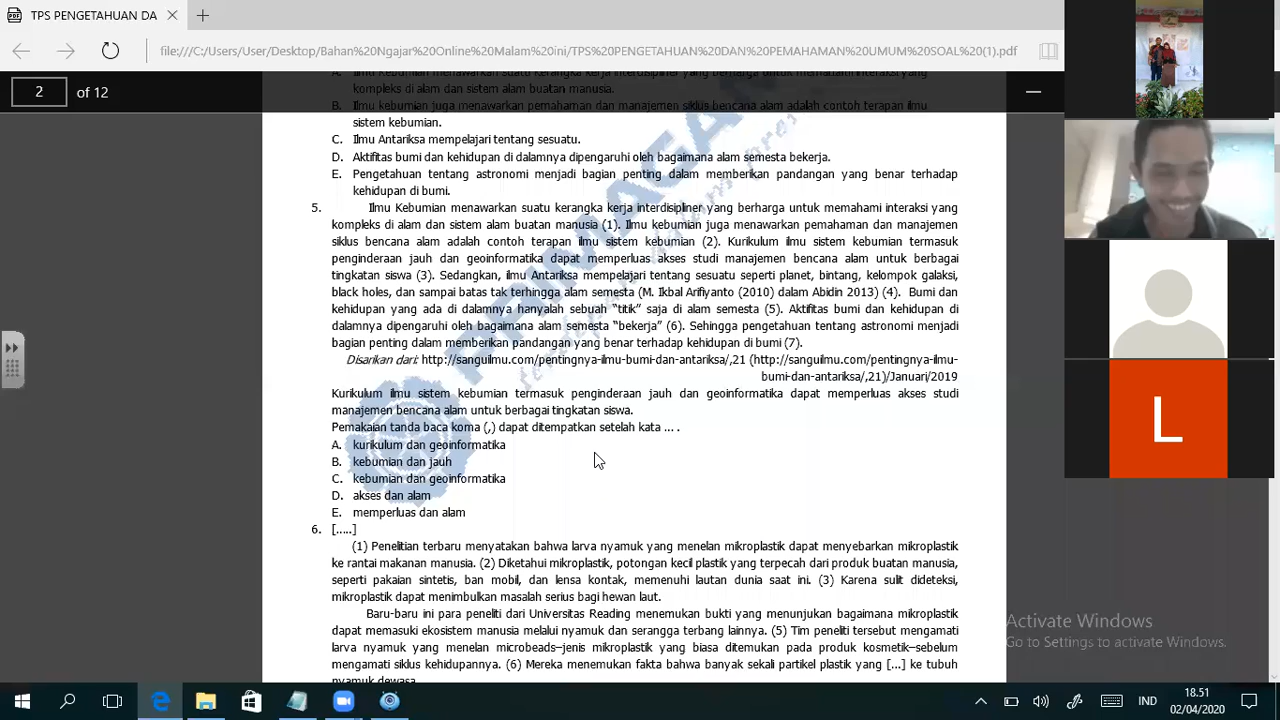 TPS PENGETAHUAN DA
file:///C:/Users/User/Desktop/Bahan%20Ngajar%20Online%20Malam%20ini/TPS%20PENGETAHUAN%20DAN%20PEMAHAMAN%20UMUM%20SOAL%20(1).pdf
2 of 12
A. Ilmu Kebumian menawarkan suatu kerangka kerja interdisipliner yang berharga untuk memahami interaksi yang
kompleks di alam dan sistem alam buatan manusia.
B. Ilmu kebumian juga menawarkan pemahaman dan manajemen siklus bencana alam adalah contoh terapan ilmu
sistem kebumian.
C. Ilmu Antariksa mempelajari tentang sesuatu.
D. Aktifitas bumi dan kehidupan di dalamnya dipengaruhi oleh bagaimana alam semesta bekerja.
E. Pengetahuan tentang astronomi menjadi bagian penting dalam memberikan pandangan yang benar terhadap
kehidupan di bumi.
5. Ilmu Kebumian menawarkan suatu kerangka kerja interdisipliner yang berharga untuk memahami interaksi yang
kompleks di alam dan sistem alam buatan manusia (1). Ilmu kebumian juga menawarkan pemahaman dan manajemen
siklus bencana alam adalah contoh terapan ilmu sistem kebumian (2). Kurikulum ilmu sistem kebumian termasuk
penginderaan jauh dan geoinformatika dapat memperluas akses studi manajemen bencana alam untuk berbagai
tingkatan siswa (3). Sedangkan, ilmu Antariksa mempelajari tentang sesuatu seperti planet, bintang, kelompok galaksi,
black holes, dan sampai batas tak terhingga alam semesta (M. Ikbal Arifiyanto (2010) dalam Abidin 2013) (4). Bumi dan
kehidupan yang ada di dalamnya hanyalah sebuah “titik” saja di alam semesta (5). Aktifitas bumi dan kehidupan di
dalamnya dipengaruhi oleh bagaimana alam semesta “bekerja” (6). Sehingga pengetahuan tentang astronomi menjadi
bagian penting dalam memberikan pandangan yang benar terhadap kehidupan di bumi (7).
Disarikan dari: http://sanguilmu.com/pentingnya-ilmu-bumi-dan-antariksa/,21 (http://sanguilmu.com/pentingnya-ilmu-
bumi-dan-antariksa/,21)/Januari/2019
Kurikulum ilmu sistem kebumian termasuk penginderaan jauh dan geoinformatika dapat memperluas akses studi
manajemen bencana alam untuk berbagai tingkatan siswa.
Pemakaian tanda baca koma (,) dapat ditempatkan setelah kata ... .
A. kurikulum dan geoinformatika
B. kebumian dan jauh
C. kebumian dan geoinformatika
D. akses dan alam
E. memperluas dan alam
6. [.....]
(1) Penelitian terbaru menyatakan bahwa larva nyamuk yang menelan mikroplastik dapat menyebarkan mikroplastik
ke rantai makanan manusia. (2) Diketahui mikroplastik, potongan kecil plastik yang terpecah dari produk buatan manusia,
seperti pakaian sintetis, ban mobil, dan lensa kontak, memenuhi lautan dunia saat ini. (3) Karena sulit dideteksi,
mikroplastik dapat menimbulkan masalah serius bagi hewan laut.
Baru-baru ini para peneliti dari Universitas Reading menemukan bukti yang menunjukan bagaimana mikroplastik
dapat memasuki ekosistem manusia melalui nyamuk dan serangga terbang lainnya. (5) Tim peneliti tersebut mengamati
larva nyamuk yang menelan microbeads–jenis mikroplastik yang biasa ditemukan pada produk kosmetik–sebelum
mengamati siklus kehidupannya. (6) Mereka menemukan fakta bahwa banyak sekali partikel plastik yang [...] ke tubuh
nyamuk dewasa.
PRIMAGAMA
L
Activate Windows
Go to Settings to activate Windows.
IND
18.51
02/04/2020